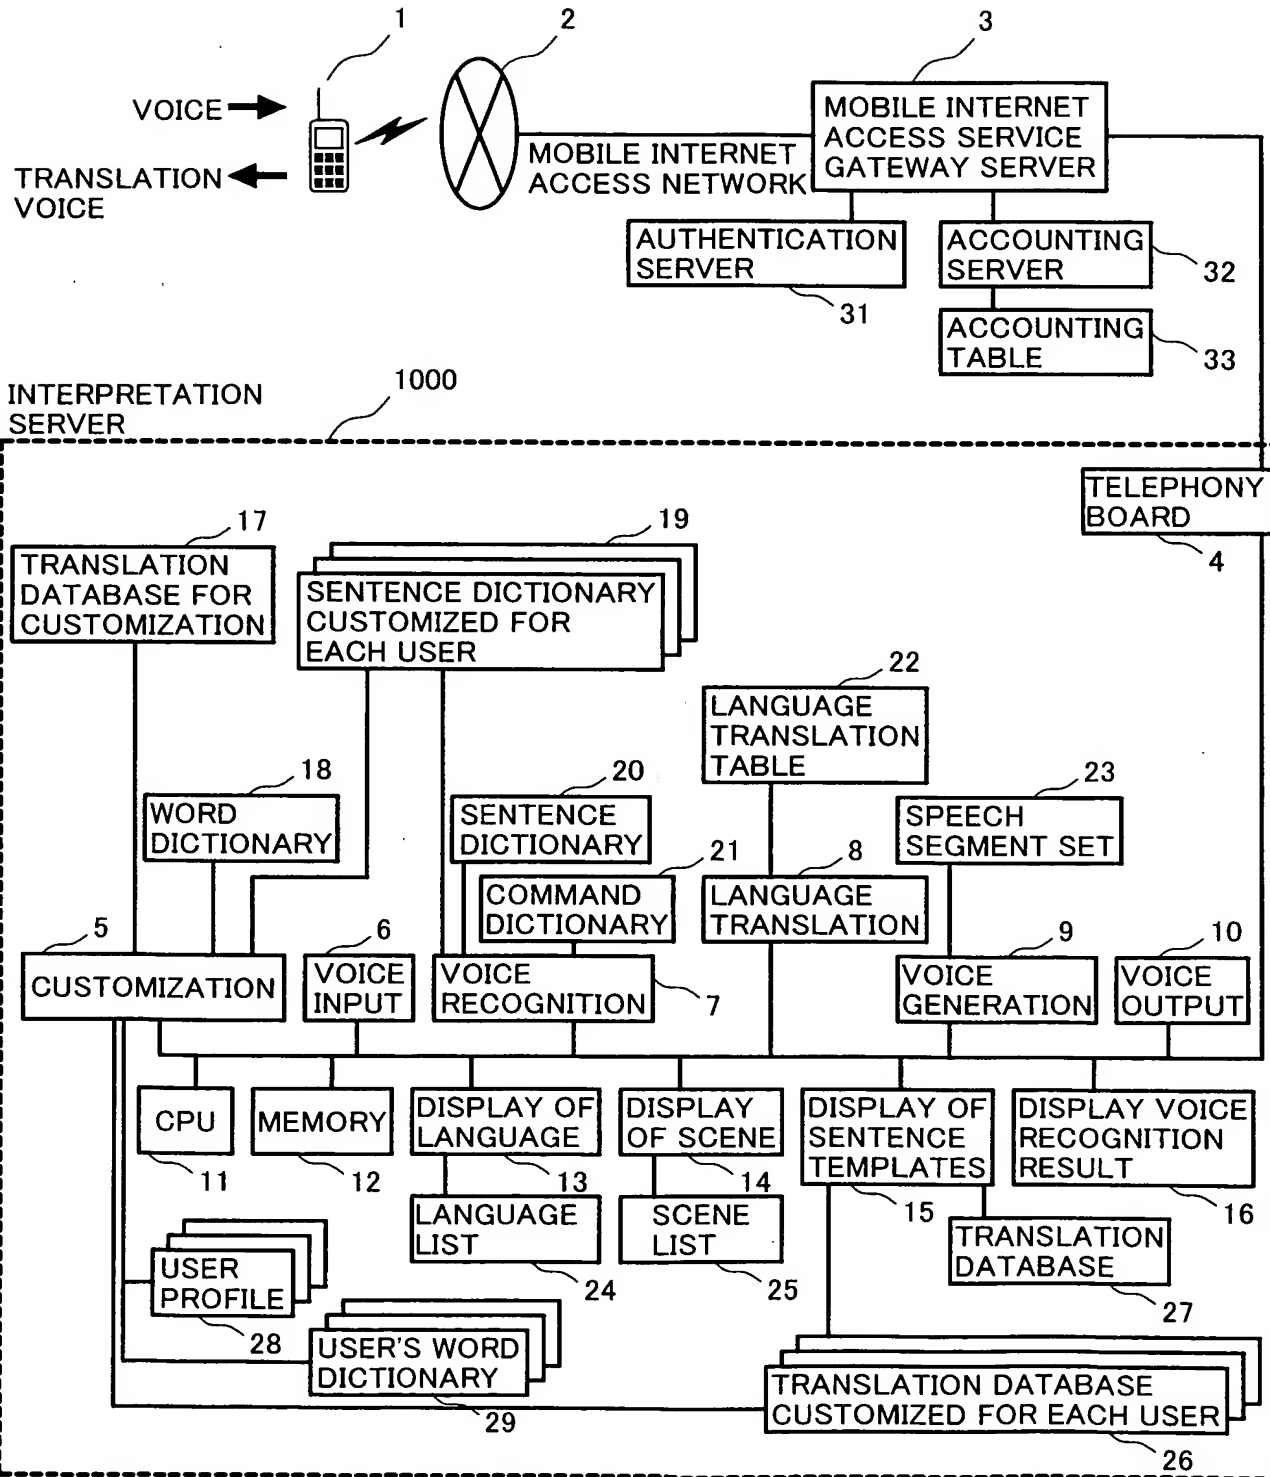 1
2
3
VOICE
TRANSLATION
VOICE
MOBILE INTERNET
ACCESS NETWORK
MOBILE INTERNET
ACCESS SERVICE
GATEWAY SERVER
AUTHENTICATION
SERVER
31
ACCOUNTING
SERVER
32
ACCOUNTING
TABLE
33
INTERPRETATION
SERVER
1000
TELEPHONY
BOARD
4
17
TRANSLATION
DATABASE FOR
CUSTOMIZATION
19
SENTENCE DICTIONARY
CUSTOMIZED FOR
EACH USER
22
LANGUAGE
TRANSLATION
TABLE
18
WORD
DICTIONARY
20
SENTENCE
DICTIONARY
23
SPEECH
SEGMENT SET
21
COMMAND
DICTIONARY
8
LANGUAGE
TRANSLATION
5
CUSTOMIZATION
6
VOICE
INPUT
VOICE
RECOGNITION
7
9
VOICE
GENERATION
10
VOICE
OUTPUT
CPU
11
MEMORY
12
DISPLAY OF
LANGUAGE
13
DISPLAY
OF SCENE
14
DISPLAY OF
SENTENCE
TEMPLATES
15
DISPLAY VOICE
RECOGNITION
RESULT
16
LANGUAGE
LIST
24
SCENE
LIST
25
TRANSLATION
DATABASE
27
USER
PROFILE
28
USER'S WORD
DICTIONARY
29
TRANSLATION DATABASE
CUSTOMIZED FOR EACH USER
26